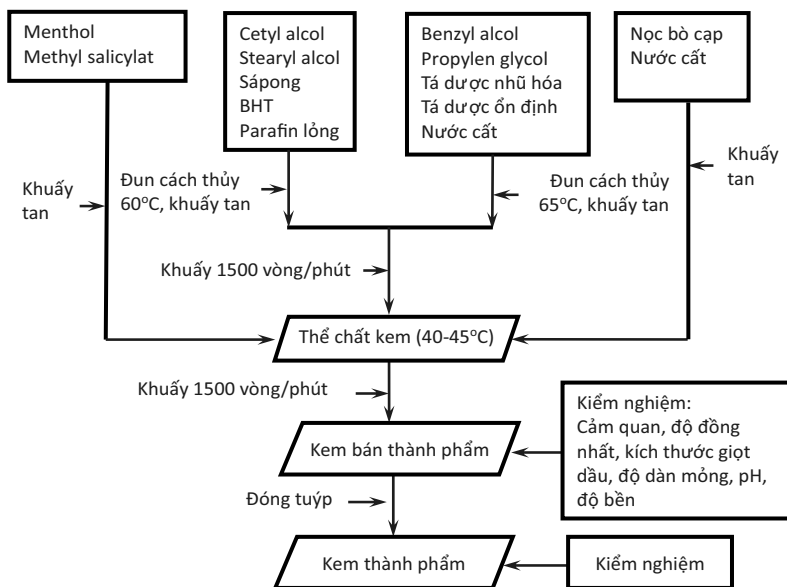 Menthol
Methyl salicylat
Cetyl alcol
Stearyl alcol
Sápong
BHT
Parafin lỏng
Benzyl alcol
Propylen glycol
Tá dược nhũ hóa
Tá dược ổn định
Nước cất
Nọc bò cạp
Nước cất
Khuấy
tan
Đun cách thủy
60°C, khuấy tan
Đun cách thủy
65°C, khuấy tan
Khuấy
tan
Khuấy 1500 vòng/phút
Thể chất kem (40-45°C)
Khuấy 1500 vòng/phút
Kem bán thành phẩm
Kiểm nghiệm:
Cảm quan, độ đồng
nhất, kích thước giọt
dầu, độ dàn mỏng, pH,
độ bền
Đóng tuýp
Kem thành phẩm
Kiểm nghiệm